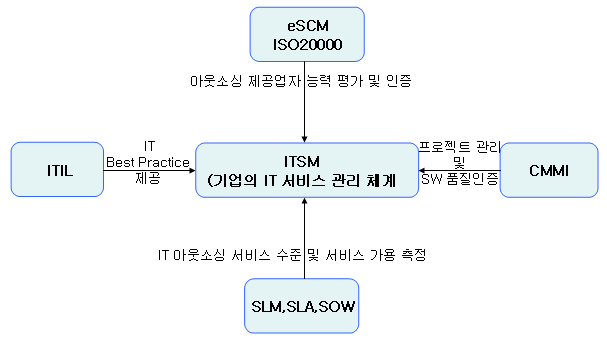 eSCM
ISO20000
아웃소싱 제공업자 능력 평가 및 인증
IT
Best Practice
제공
ITIL
ITSM
(기업의 IT 서비스 관리 체계
프로젝트 관리
및
SW 품질인증
CMMI
IT 아웃소싱 서비스 수준 및 서비스 가용 측정
SLM,SLA,SOW